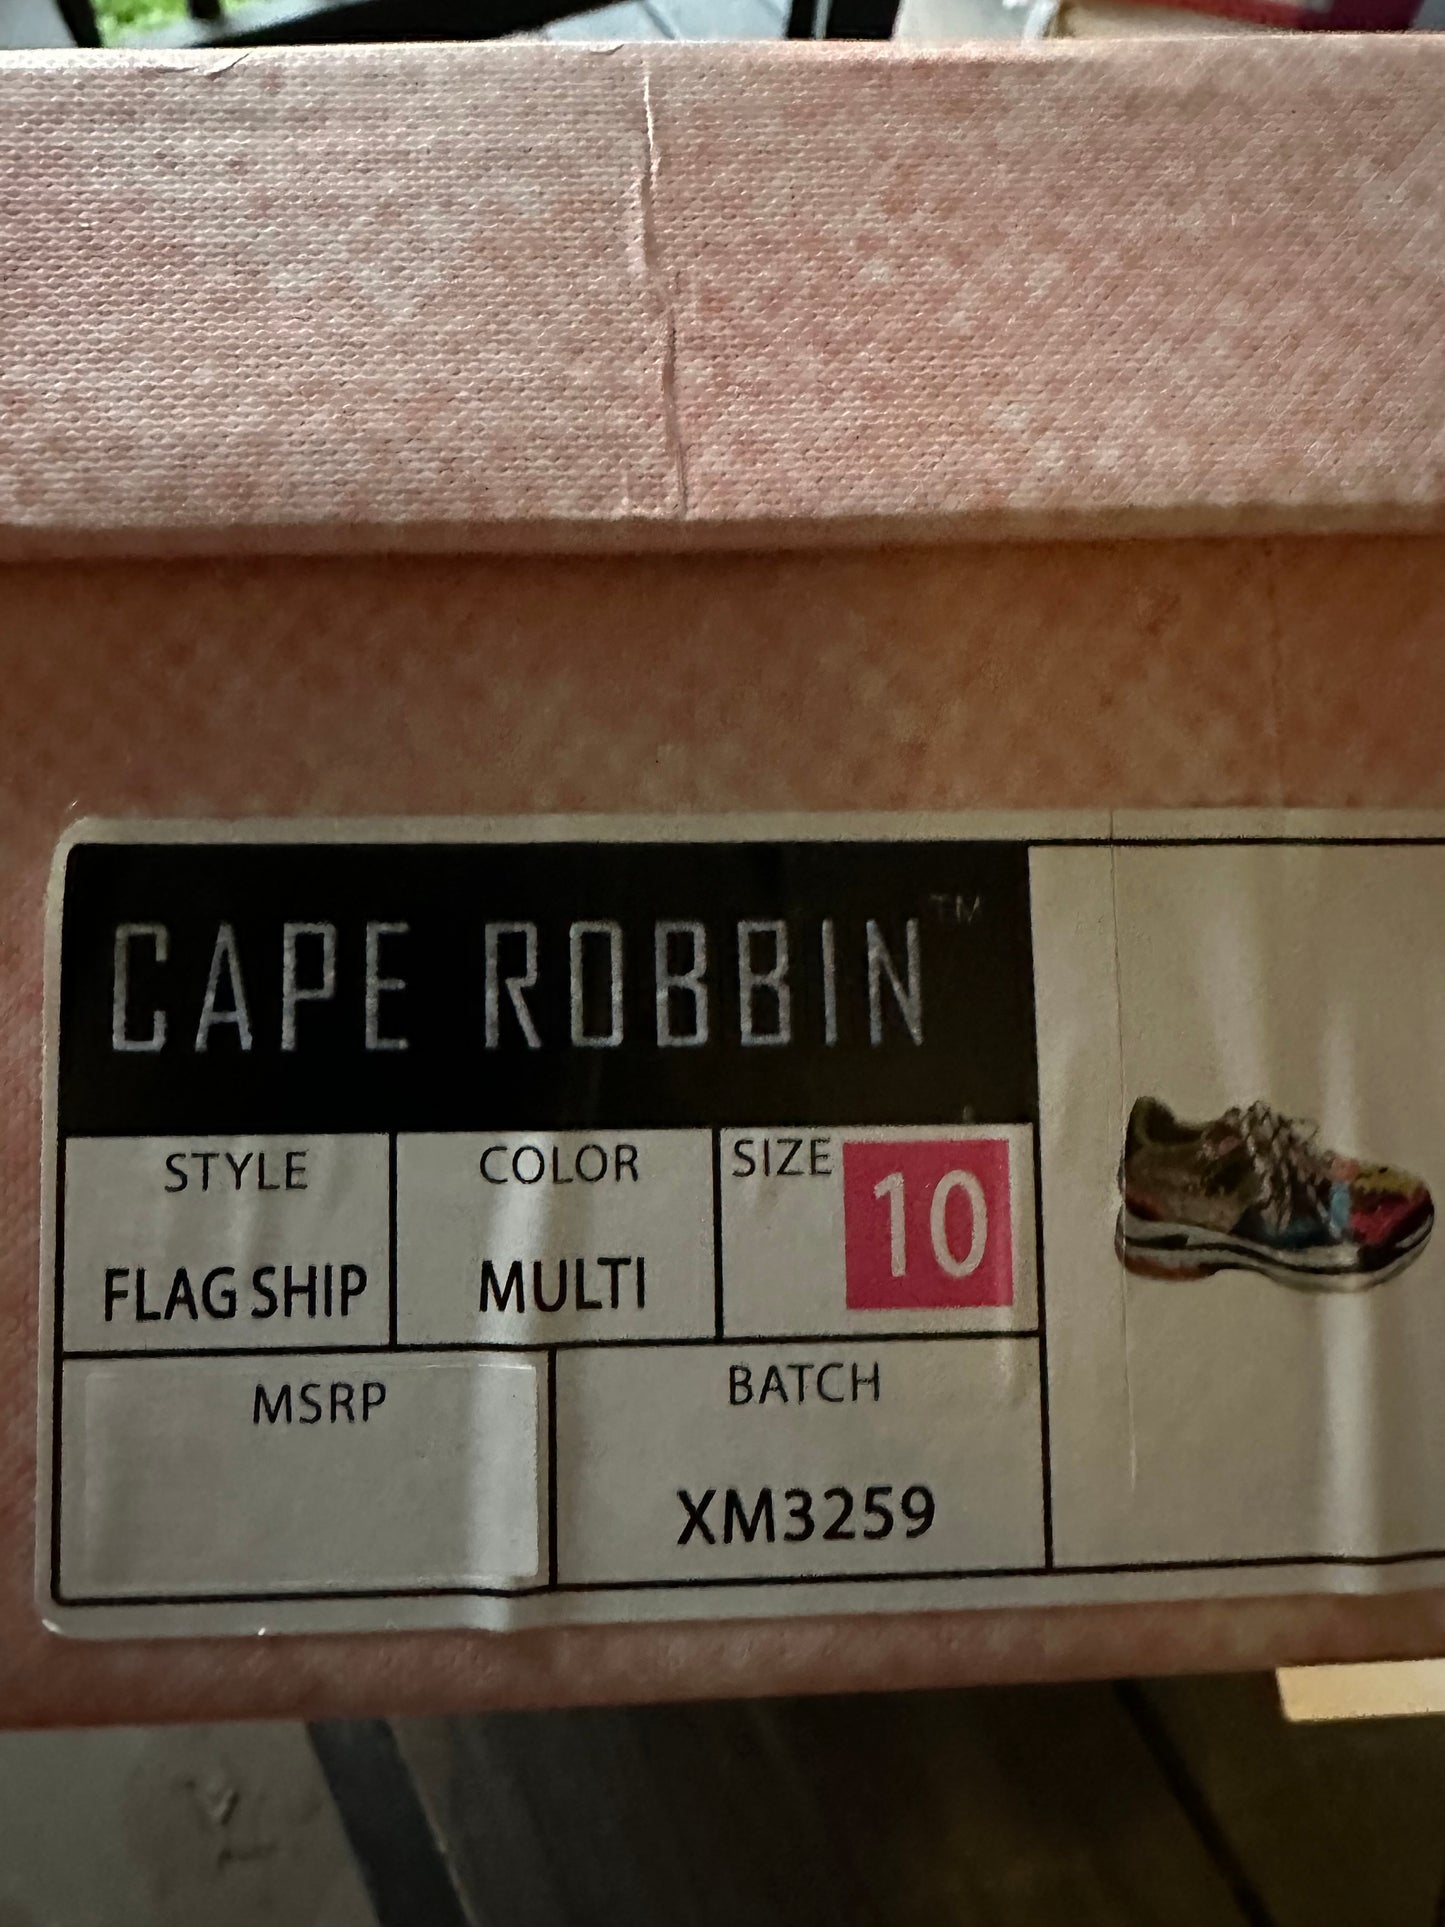 CAPE ROBBIN™
STYLE
FLAG SHIP
COLOR
MULTI
SIZE
10
MSRP
BATCH
XM3259